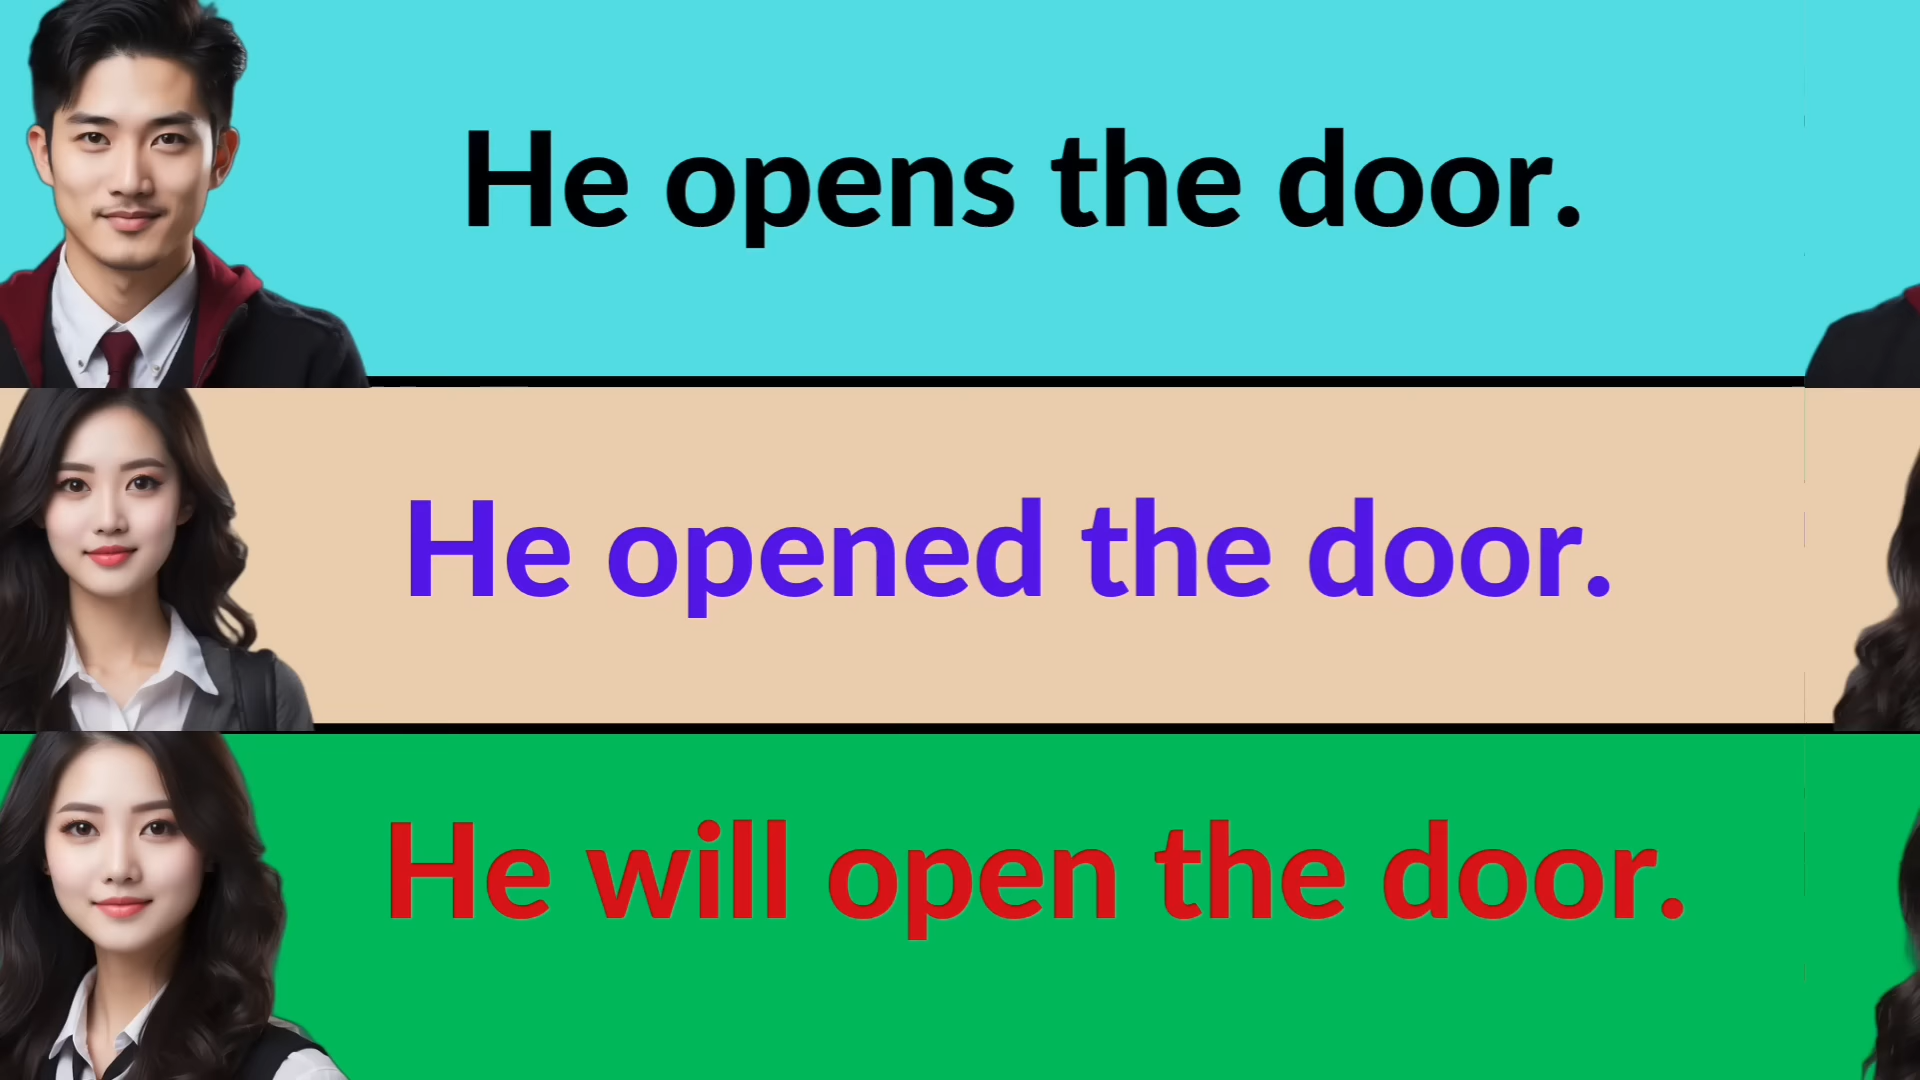 He opens the door.
He opened the door.
He will open the door.